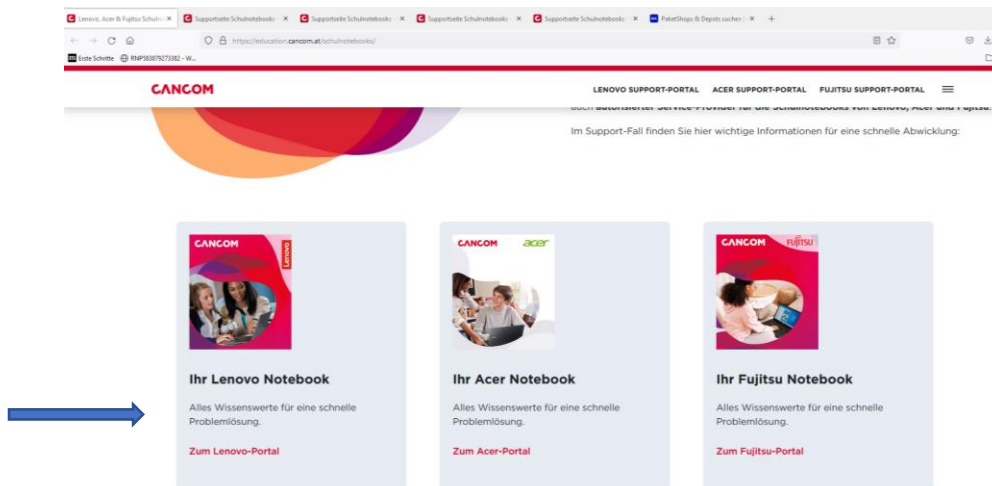 Lenovo, Acer & Fujitsu Schuln
Supportseite Schulnotebooks -
Supportseite Schulnotebooks -
Supportseite Schulnotebooks -
Supportseite Schulnotebooks -
PaketShops & Depots suchen |
https://education.cancom.at/schulnotebooks/
Erste Schritte
RNP583879273382 - W...
CANCOM
LENOVO SUPPORT-PORTAL
ACER SUPPORT-PORTAL
FUJITSU SUPPORT-PORTAL
auch autorisierter Service-Provider für die Schulnotebooks von Lenovo, Acer und Fujitsu.
Im Support-Fall finden Sie hier wichtige Informationen für eine schnelle Abwicklung:
CANCOM
Lenovo
Ihr Lenovo Notebook
Alles Wissenswerte für eine schnelle
Problemlösung.
Zum Lenovo-Portal
CANCOM
acer
Ihr Acer Notebook
Alles Wissenswerte für eine schnelle
Problemlösung.
Zum Acer-Portal
CANCOM
FUJITSU
Ihr Fujitsu Notebook
Alles Wissenswerte für eine schnelle
Problemlösung.
Zum Fujitsu-Portal